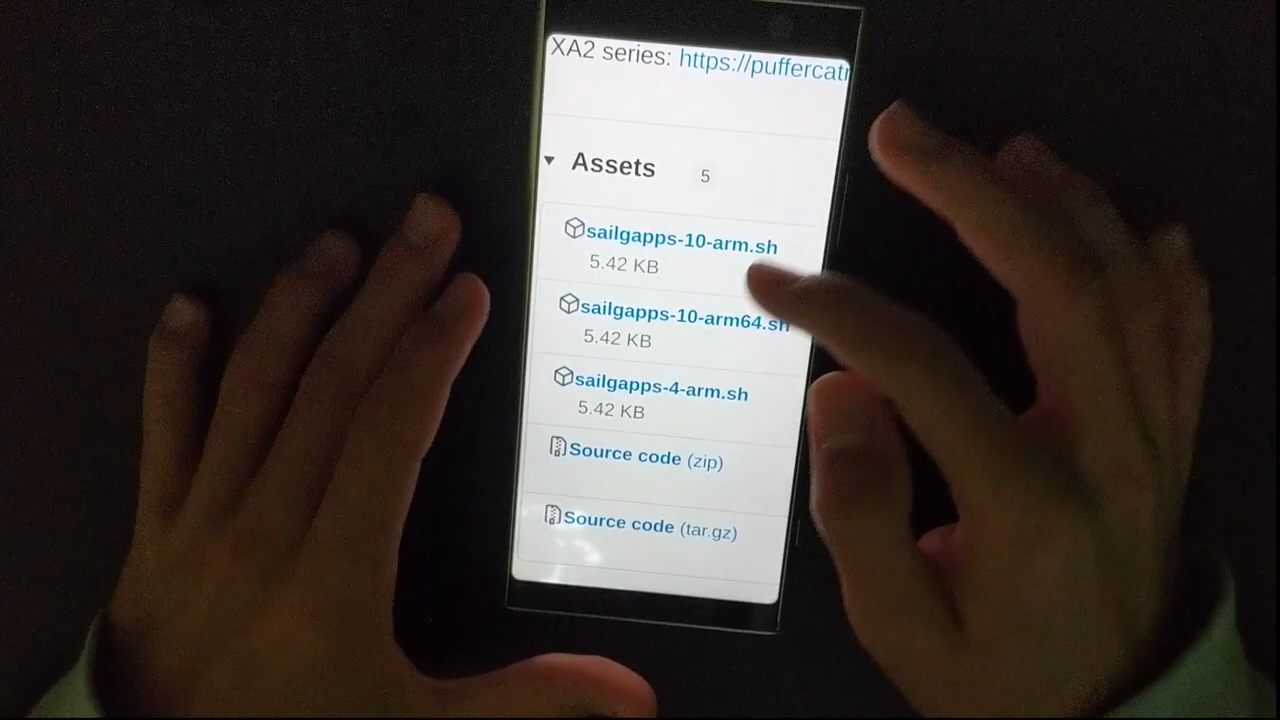 XA2 series: https://puffercat
Assets 5
sailgapps-10-arm.sh
5.42 KB
sailgapps-10-arm64.sh
5.42 KB
sailgapps-4-arm.sh
5.42 KB
Source code (zip)
Source code (tar.gz)